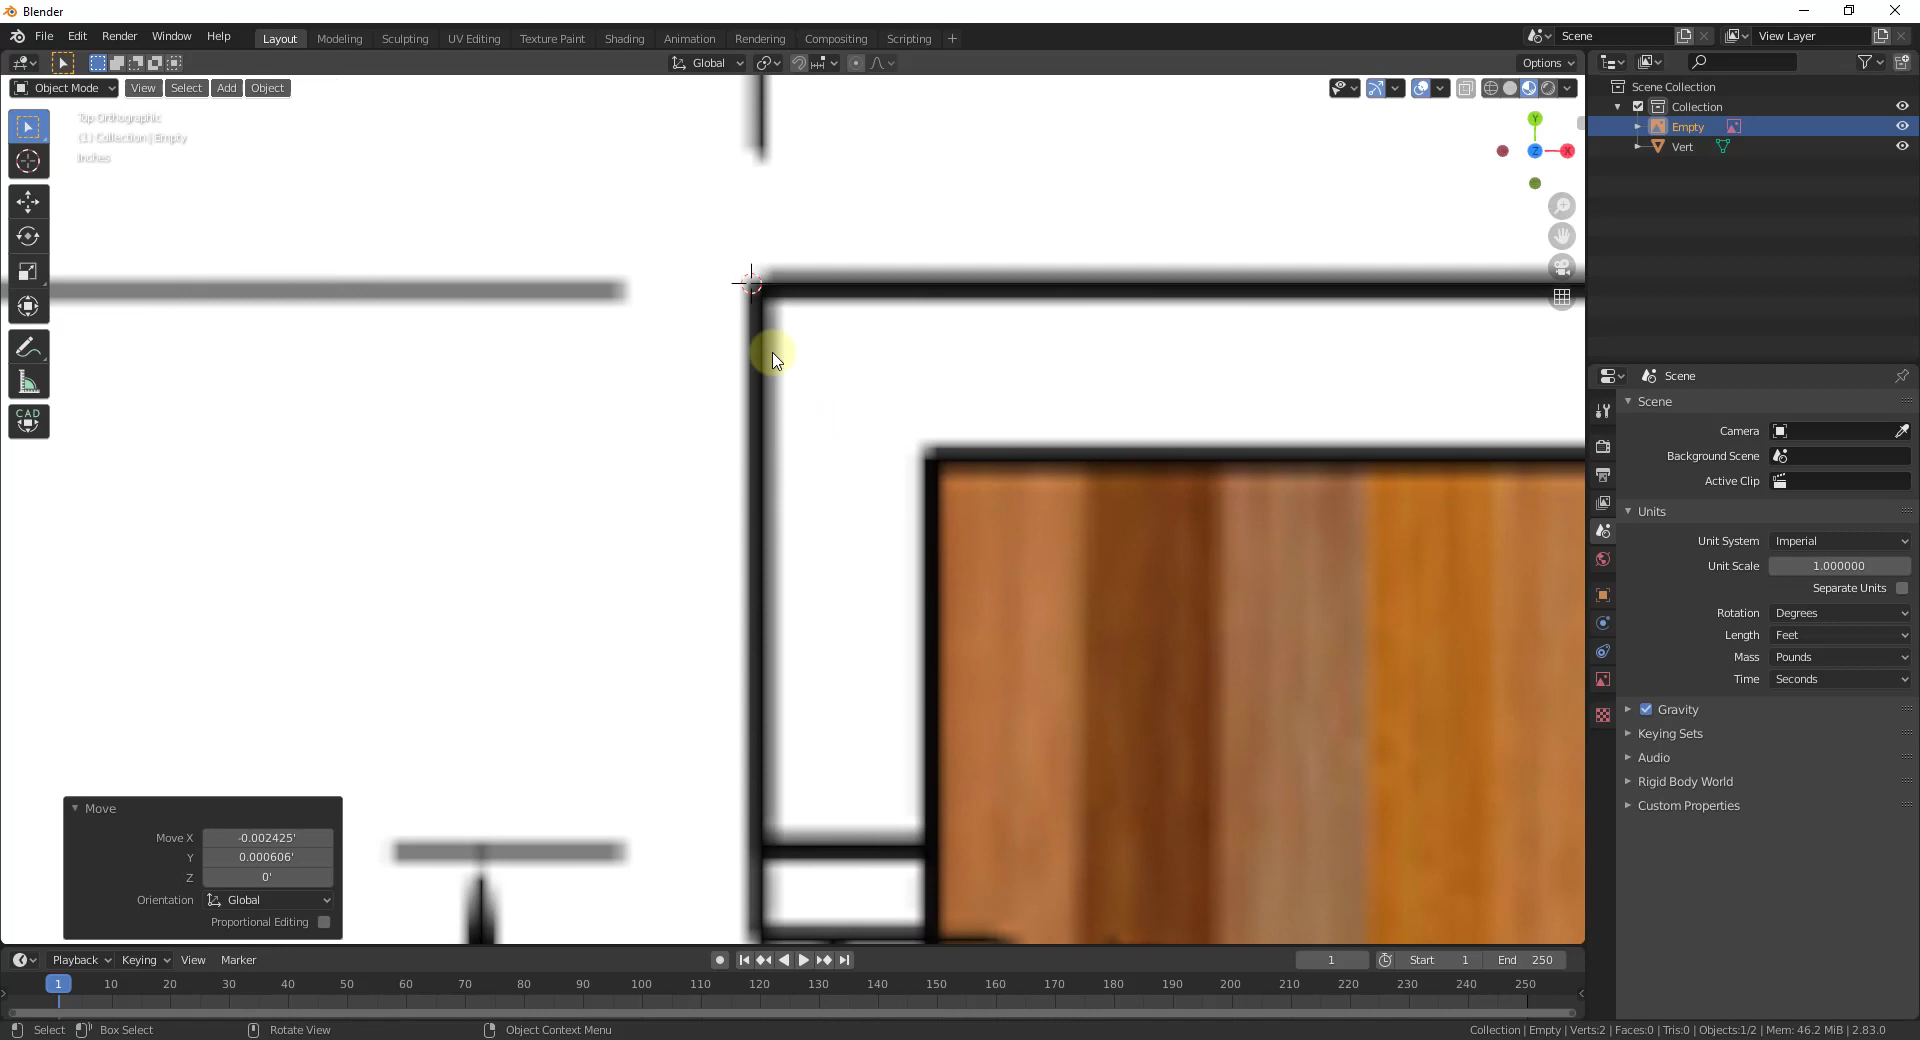 Blender
File Edit Render Window Help
Layout Modeling Sculpting UV Editing Texture Paint Shading Animation Rendering Compositing Scripting +
Scene
View Layer
Global
Options
Object Mode View Select Add Object
Top Orthographic
(1) Collection | Empty
Inches
Y
Z
X
CAD
Scene Collection
Collection
Empty
Vert
Scene
Scene
Camera
Background Scene
Active Clip
Units
Unit System Imperial
Unit Scale 1.000000
Separate Units
Rotation Degrees
Length Feet
Mass Pounds
Time Seconds
Gravity
Keying Sets
Audio
Rigid Body World
Custom Properties
Move
Move X -0.002425'
Y 0.000606'
Z 0'
Orientation Global
Proportional Editing
Playback Keying View Marker
1 Start 1 End 250
1 10 20 30 40 50 60 70 80 90 100 110 120 130 140 150 160 170 180 190 200 210 220 230 240 250
Select Box Select Rotate View Object Context Menu
Collection | Empty | Verts:2 | Faces:0 | Tris:0 | Objects:1/2 | Mem: 46.2 MiB | 2.83.0